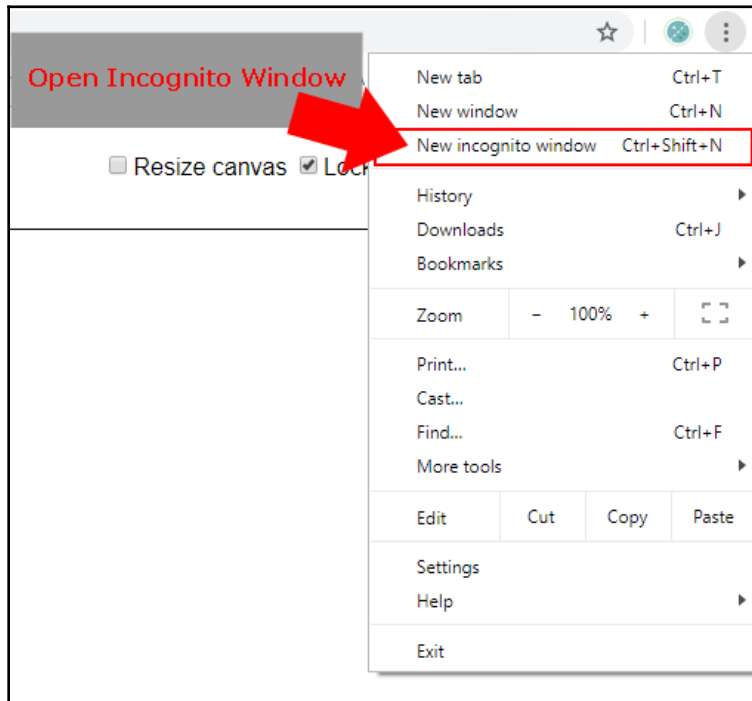 Open Incognito Window
Resize canvas
New tab Ctrl+T
New window Ctrl+N
New incognito window Ctrl+Shift+N
History
Downloads Ctrl+J
Bookmarks
Zoom - 100% +
Print... Ctrl+P
Cast...
Find... Ctrl+F
More tools
Edit Cut Copy Paste
Settings
Help
Exit